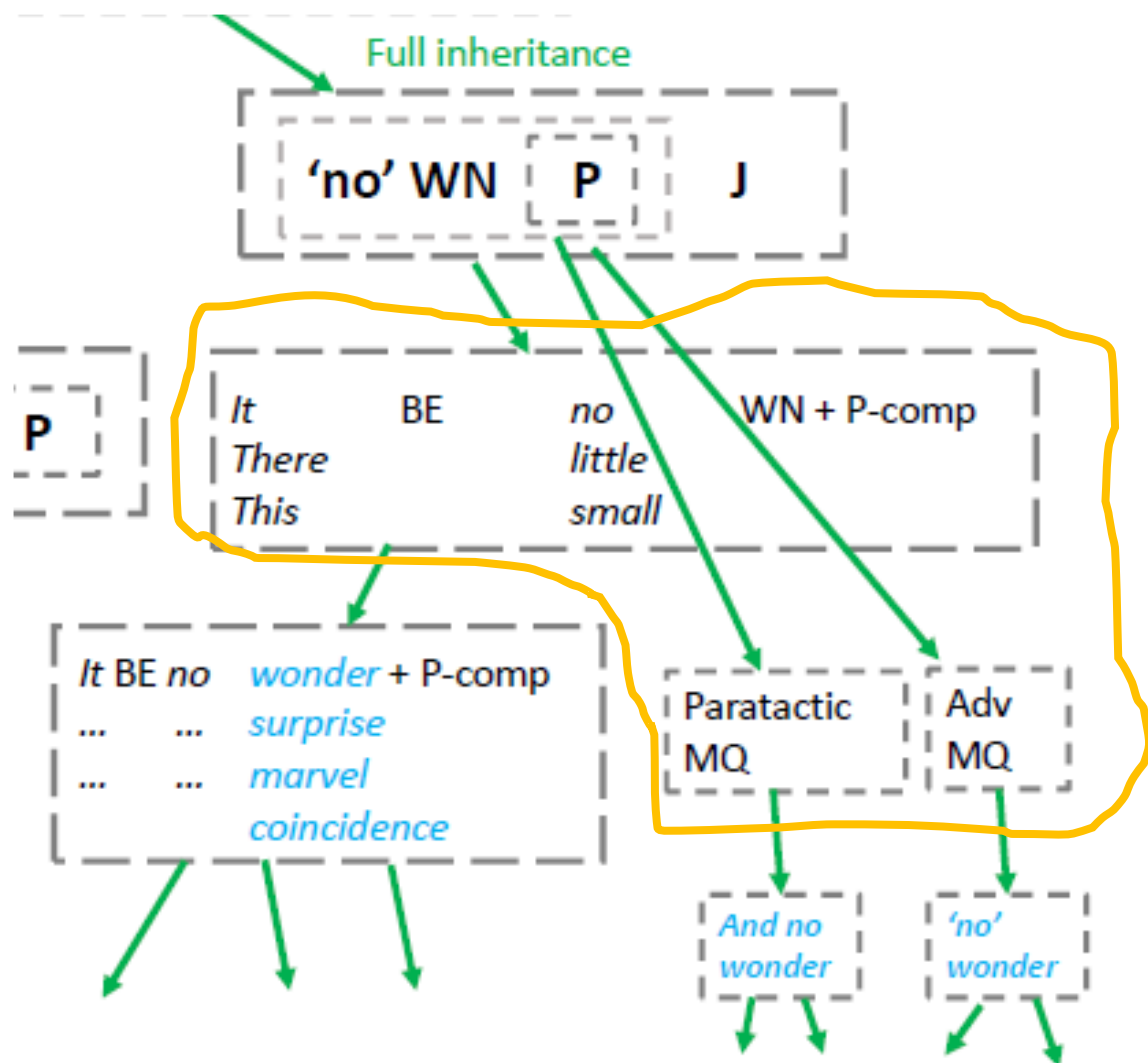 Full inheritance
‘no’ WN P J
P
It BE no WN + P-comp
There little
This small
It BE no wonder + P-comp
... ... surprise
... ... marvel
coincidence
Paratactic
MQ
Adv
MQ
And no
wonder
‘no’
wonder